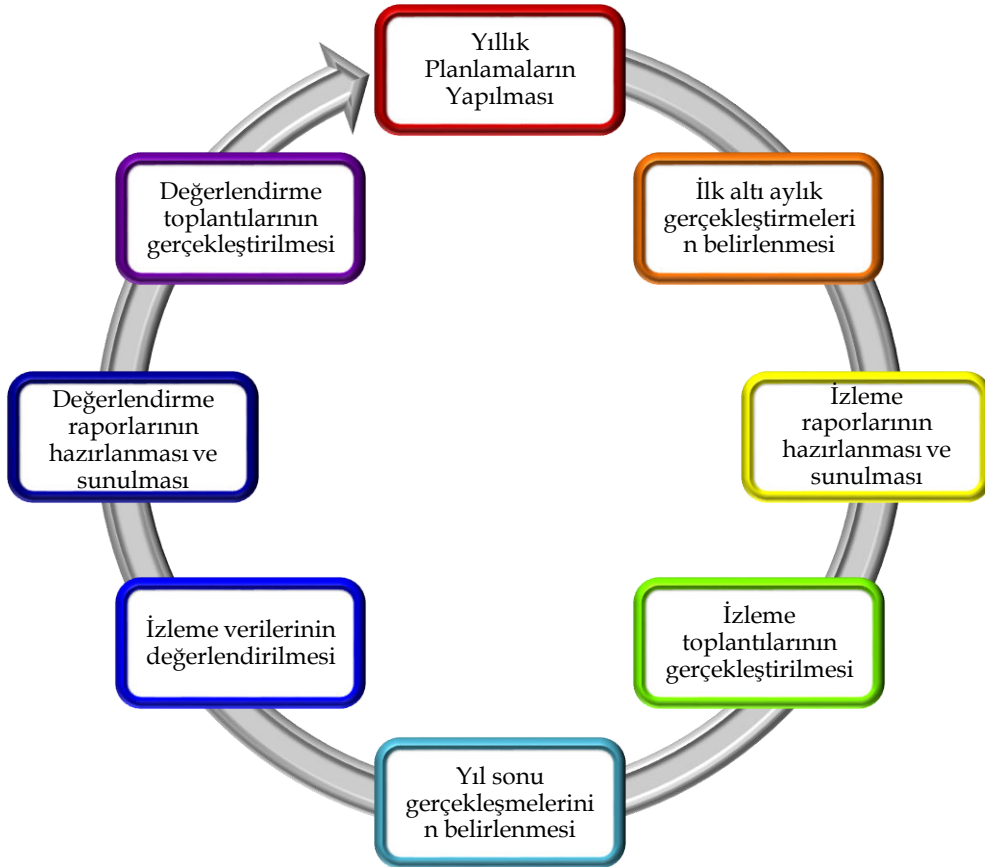 Yıllık
Planlamaların
Yapılması
İlk altı aylık
gerçekleştirmeleri
n belirlenmesi
İzleme
raporlarının
hazırlanması ve
sunulması
İzleme
toplantılarının
gerçekleştirilmesi
Yıl sonu
gerçekleşmelerini
n belirlenmesi
İzleme verilerinin
değerlendirilmesi
Değerlendirme
raporlarının
hazırlanması ve
sunulması
Değerlendirme
toplantılarının
gerçekleştirilmesi